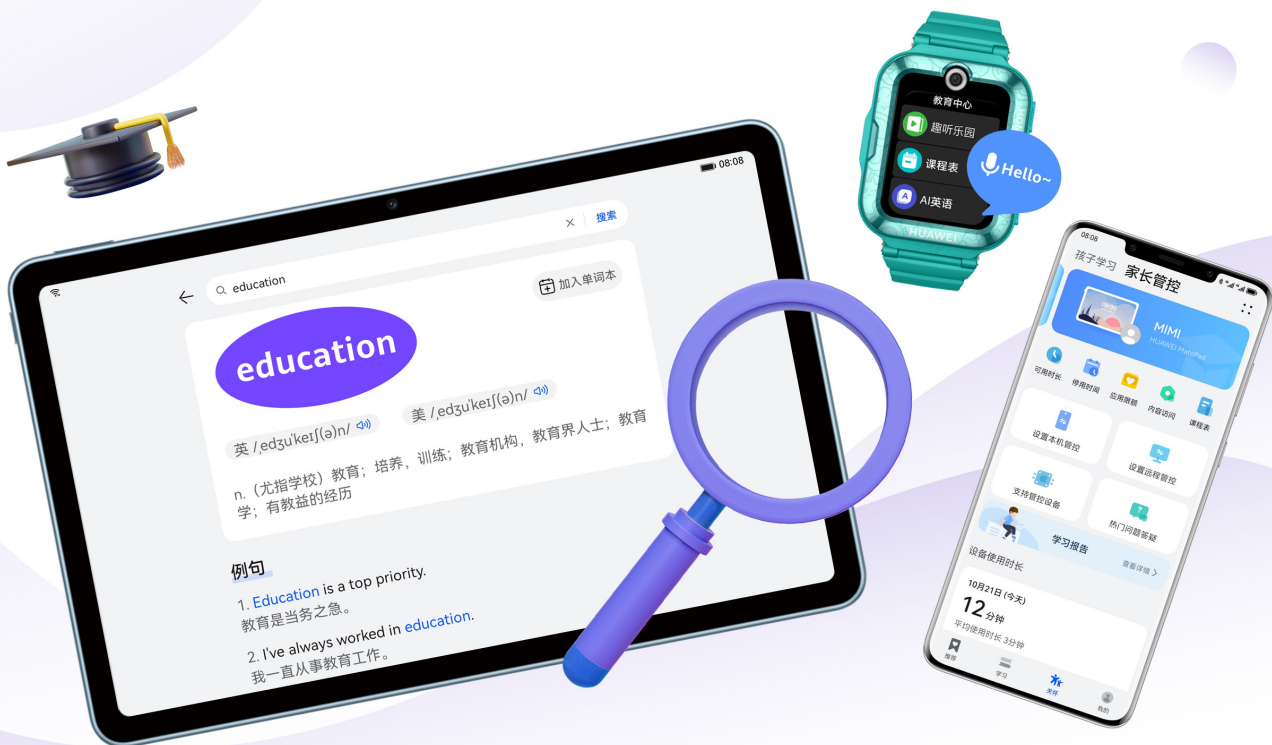 08:08
education
搜索
加入单词本
education
英 /ˌedʒuˈkeɪʃ(ə)n/
美 /ˌedʒuˈkeɪʃ(ə)n/
n.（尤指学校）教育；培养，训练；教育机构，教育界人士；教育
学；有教益的经历
例句
1. Education is a top priority.
教育是当务之急。
2. I've always worked in education.
我一直从事教育工作。
教育中心
趣听乐园
课程表
AI英语
HUAWEI
Hello~
08:08
孩子学习 家长管控
08:00
MIMI
HUAWEI MatePad
可用时长 停用时间 应用限额 内容访问 课程表
设置本机管控 设置远程管控
支持管控设备 热门问题答疑
学习报告 查看详情
设备使用时长
10月21日 (今天)
12 分钟
平均使用时长 3分钟
推荐 学习 关怀 我的